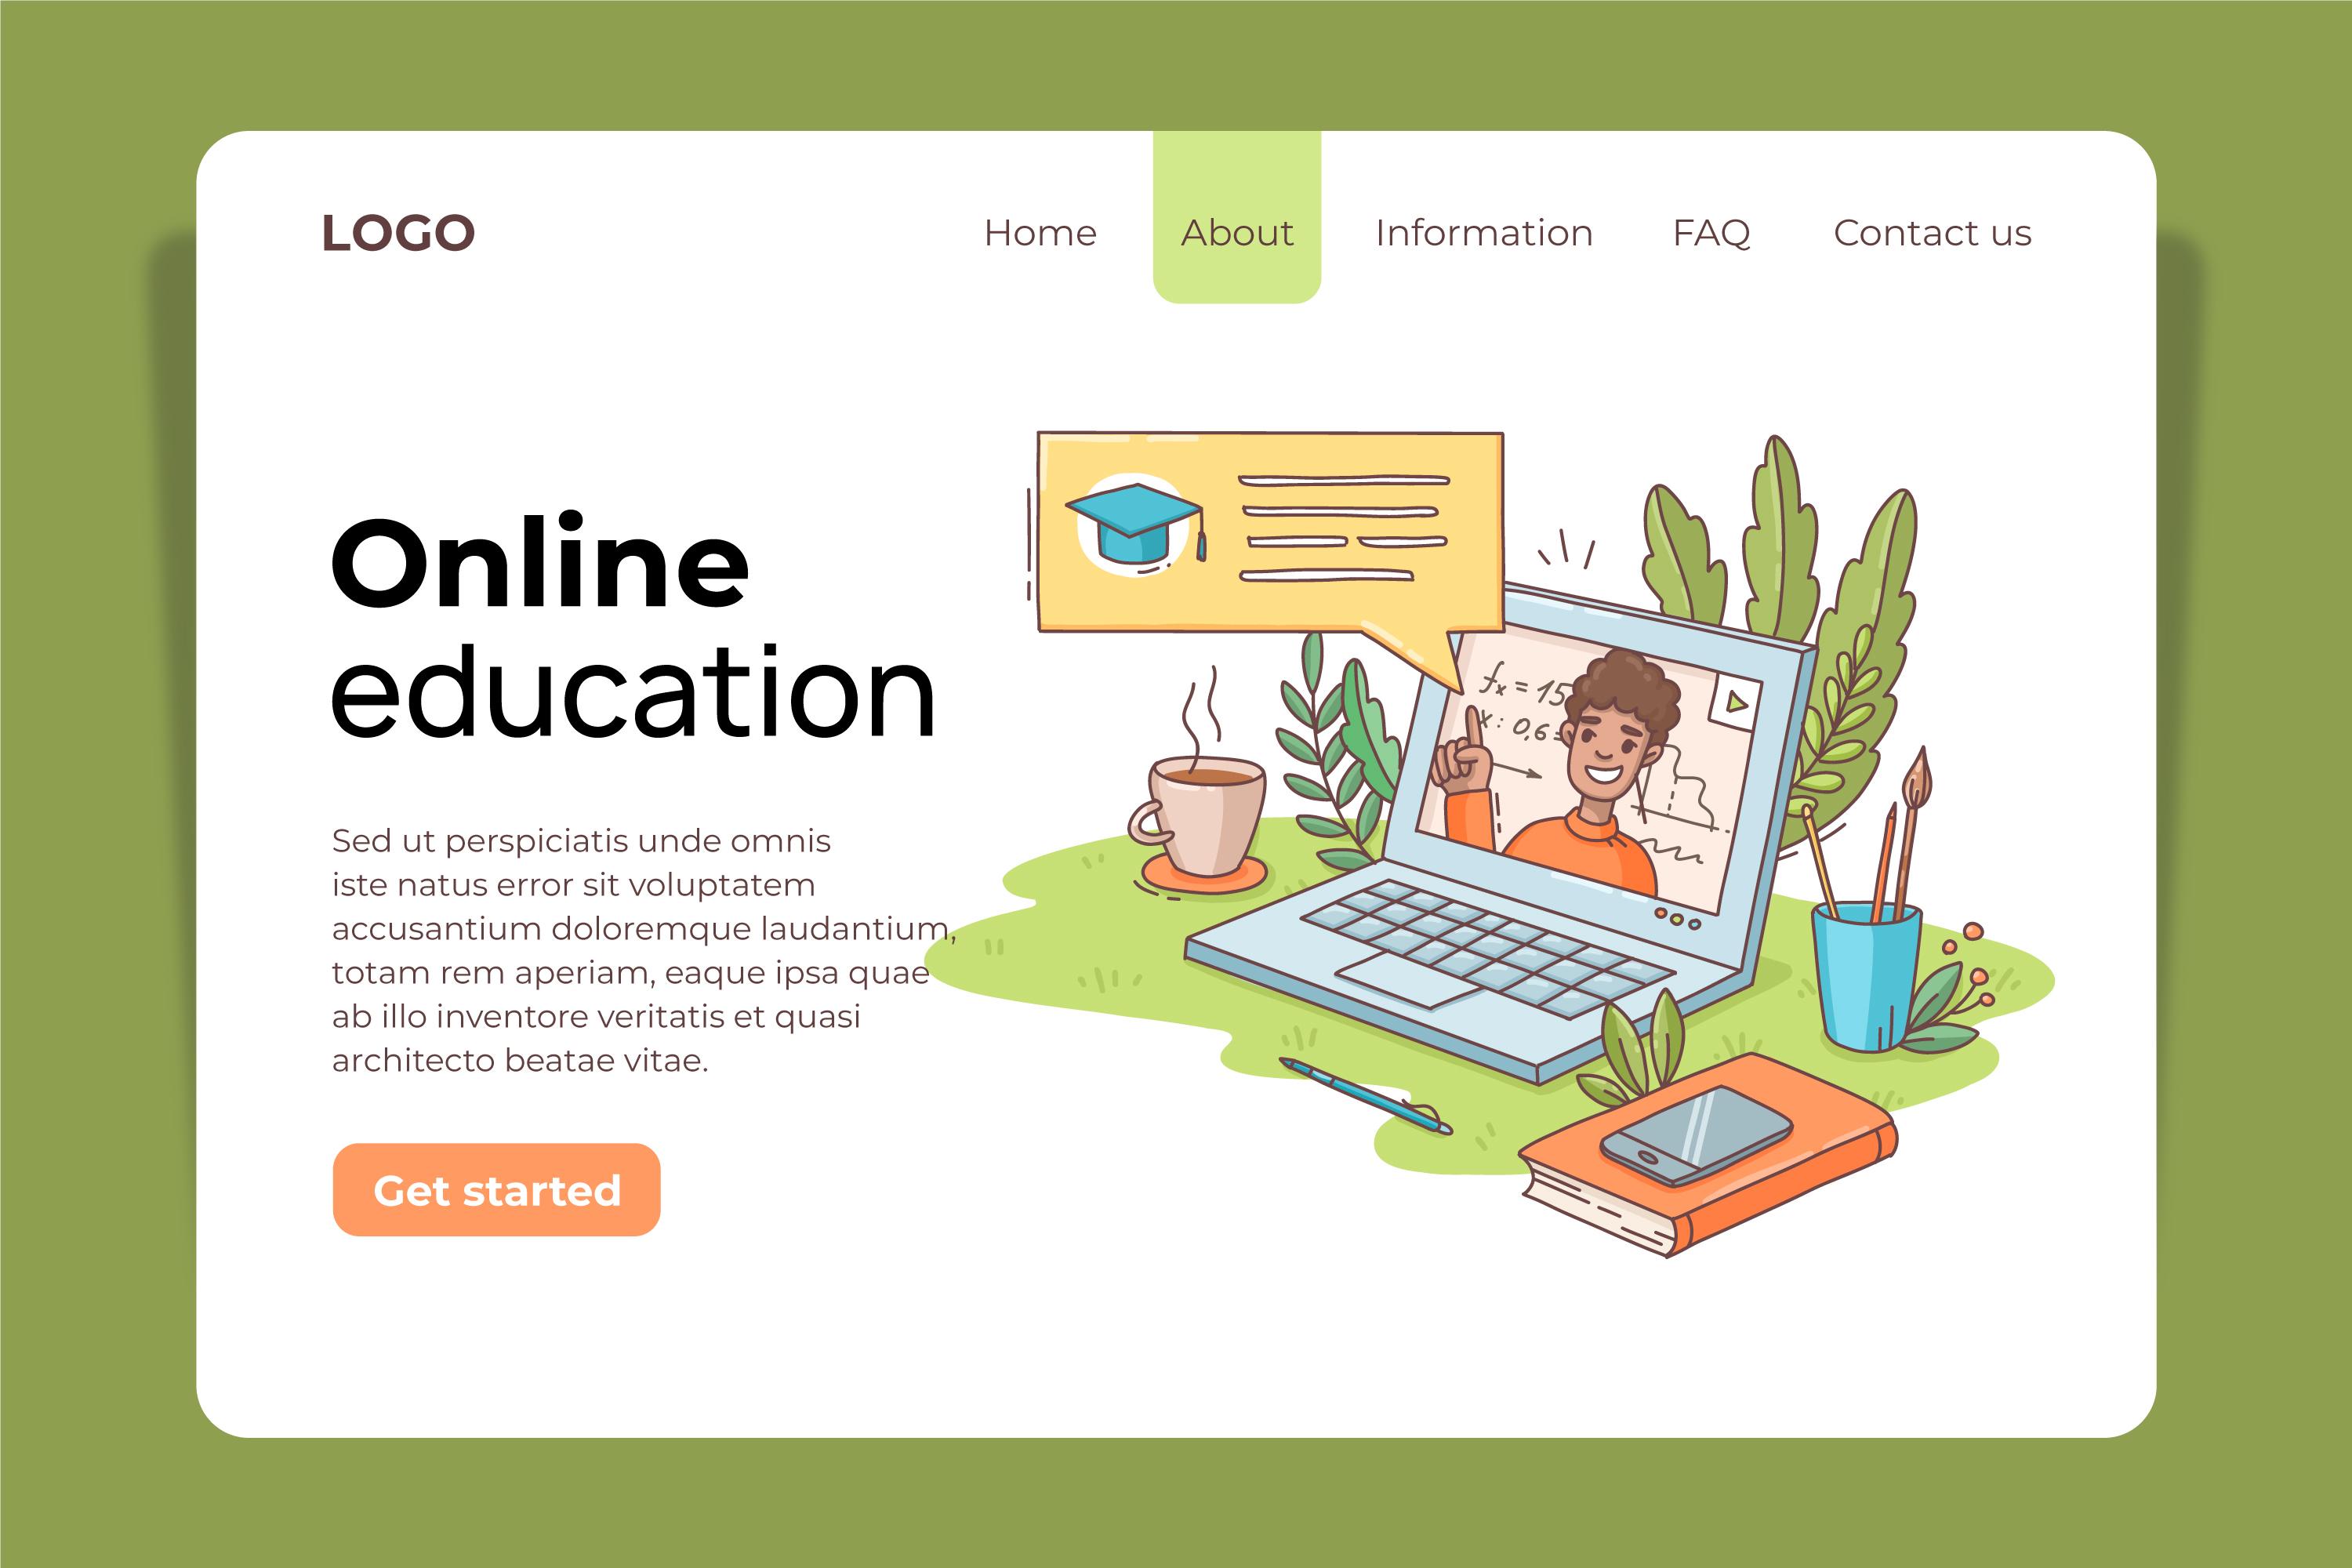 LOGO
Home About Information FAQ Contact us
Online
education
Sed ut perspiciatis unde omnis
iste natus error sit voluptatem
accusantium doloremque laudantium,
totam rem aperiam, eaque ipsa quae
ab illo inventore veritatis et quasi
architecto beatae vitae.
Get started
fx = 15
x: 0,6 =